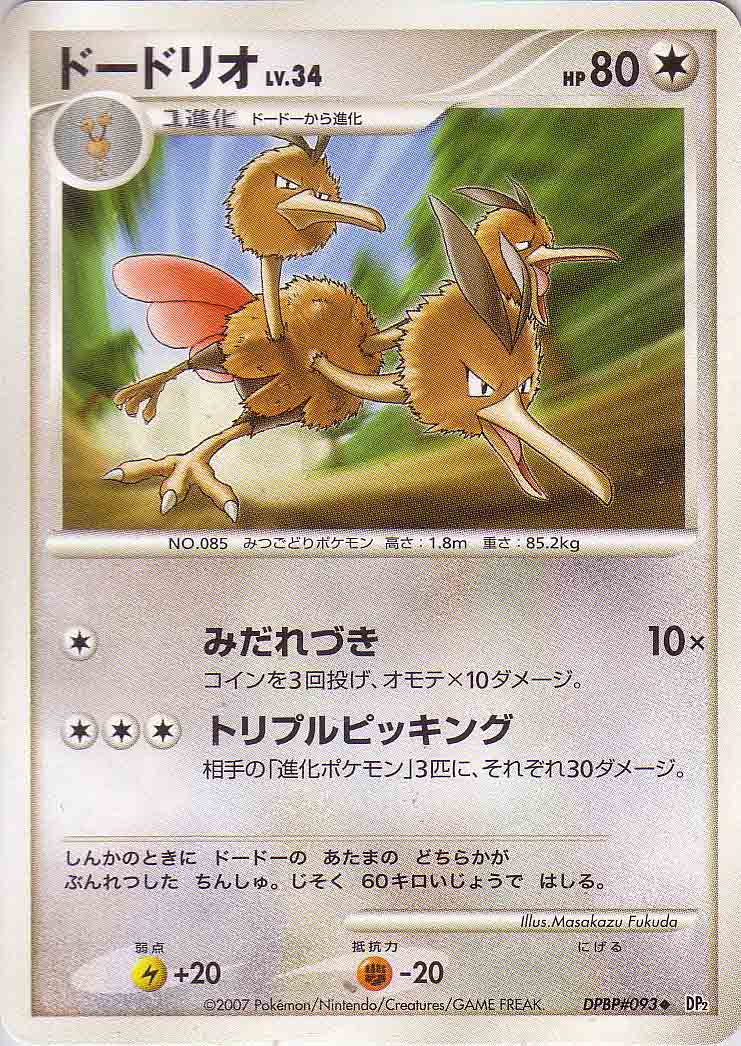 ドードリオ LV.34 HP 80
1進化 ドードーから進化
NO.085 みつごどりポケモン 高さ:1.8m 重さ:85.2kg
みだれづき 10×
コインを3回投げ、オモテ×10ダメージ。
トリプルピッキング
相手の「進化ポケモン」3匹に、それぞれ30ダメージ。
しんかのときに ドードーの あたまの どちらかが
ぶんれつした ちんしゅ。じそく 60キロいじょうで はしる。
Illus.Masakazu Fukuda
弱点 抵抗力 にげる
+20 -20
©2007 Pokémon/Nintendo/Creatures/GAME FREAK. DPBP#093◆ DP2